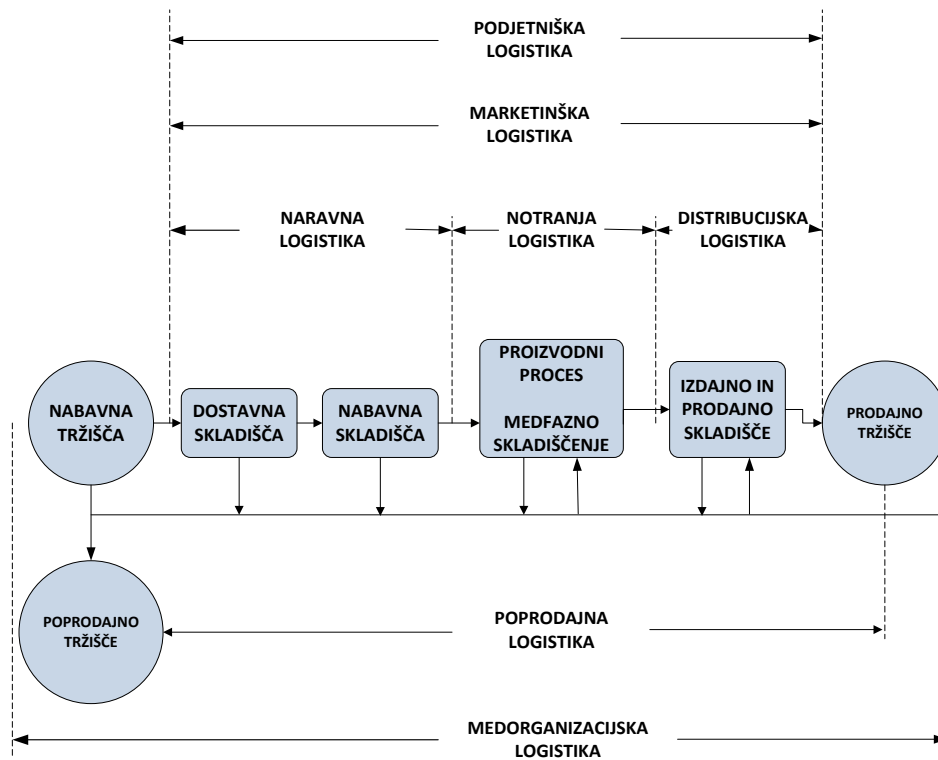 PODJETNIŠKA
LOGISTIKA
MARKETINŠKA
LOGISTIKA
NARAVNA
LOGISTIKA
NOTRANJA
LOGISTIKA
DISTRIBUCIJSKA
LOGISTIKA
NABAVNA
TRŽIŠČA
DOSTAVNA
SKLADIŠČA
NABAVNA
SKLADIŠČA
PROIZVODNI
PROCES
MEDFAZNO
SKLADIŠČENJE
IZDAJNO IN
PRODAJNO
SKLADIŠČE
PRODAJNO
TRŽIŠČE
POPRODAJNO
TRŽIŠČE
POPRODAJNA
LOGISTIKA
MEDORGANIZACIJSKA
LOGISTIKA